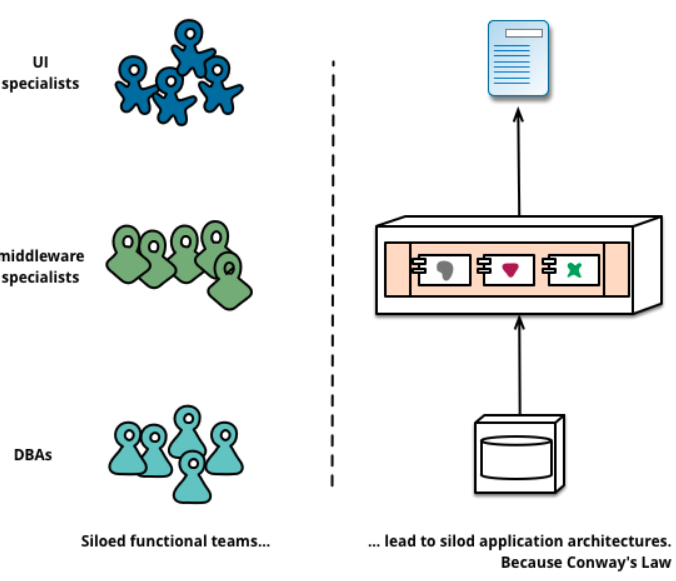 UI
specialists
middleware
specialists
DBAs
Siloed functional teams...
... lead to silod application architectures.
Because Conway's Law